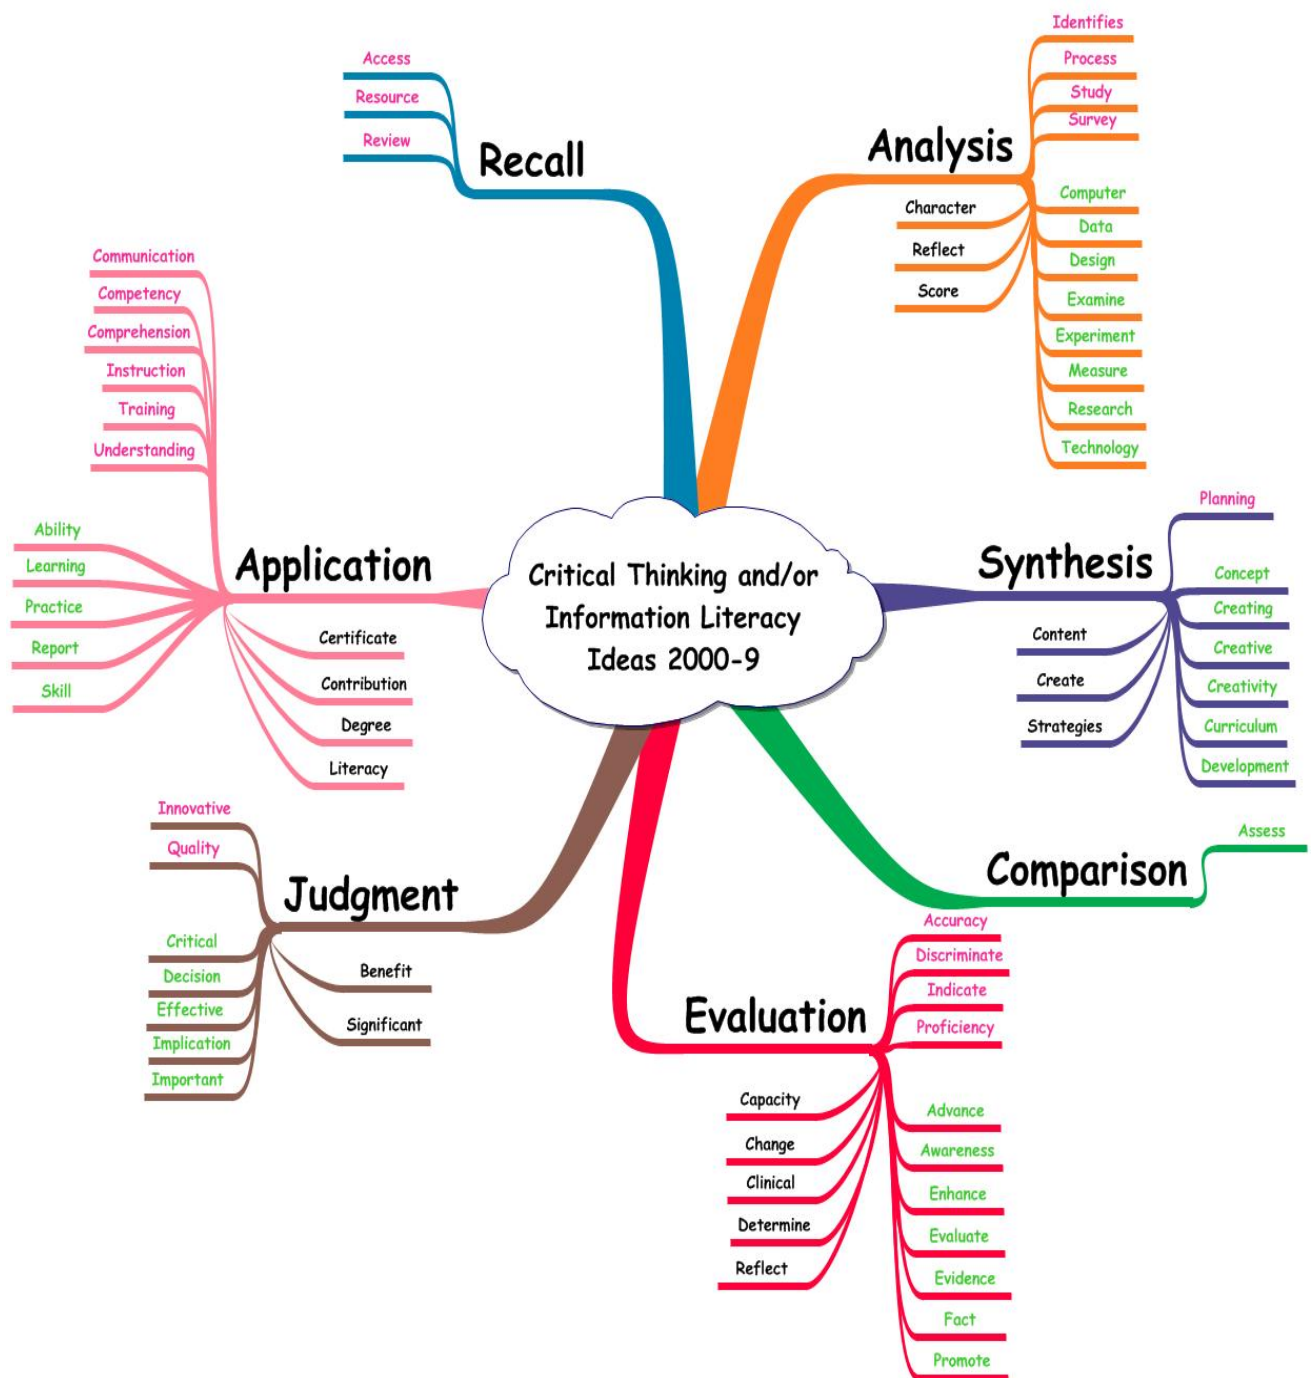 Critical Thinking and/or
Information Literacy
Ideas 2000-9
Recall
Access
Resource
Review
Analysis
Identifies
Process
Study
Survey
Character
Reflect
Score
Computer
Data
Design
Examine
Experiment
Measure
Research
Technology
Synthesis
Planning
Content
Create
Strategies
Concept
Creating
Creative
Creativity
Curriculum
Development
Comparison
Assess
Evaluation
Accuracy
Discriminate
Indicate
Proficiency
Capacity
Change
Clinical
Determine
Reflect
Advance
Awareness
Enhance
Evaluate
Evidence
Fact
Promote
Judgment
Innovative
Quality
Critical
Decision
Effective
Implication
Important
Benefit
Significant
Application
Communication
Competency
Comprehension
Instruction
Training
Understanding
Ability
Learning
Practice
Report
Skill
Certificate
Contribution
Degree
Literacy